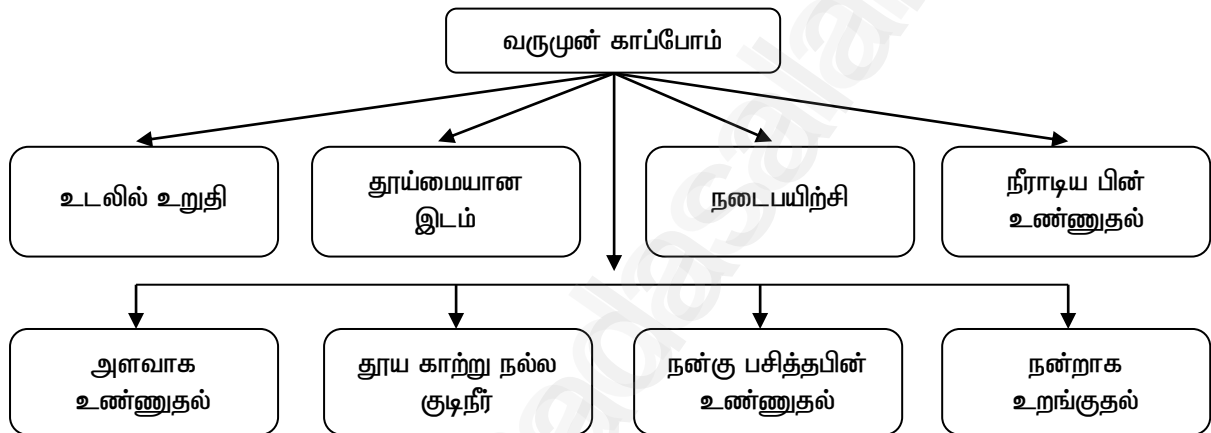 வருமுன் காப்போம்
உடலில் உறுதி
தூய்மையான
இடம்
நடைபயிற்சி
நீராடிய பின்
உண்ணுதல்
அளவாக
உண்ணுதல்
தூய காற்று நல்ல
குடிநீர்
நன்கு பசித்தபின்
உண்ணுதல்
நன்றாக
உறங்குதல்